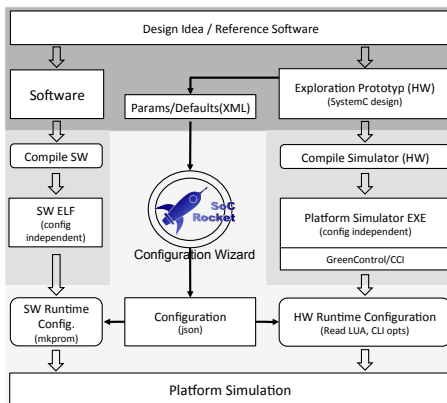 Design Idea / Reference Software
Software
Params/Defaults(XML)
Exploration Prototyp (HW)
(SystemC design)
Compile SW
Compile Simulator (HW)
SoC
Rocket
Configuration Wizard
SW ELF
(config
independent)
Platform Simulator EXE
(config independent)
GreenControl/CCI
SW Runtime
Config.
(mkprom)
Configuration
(json)
HW Runtime Configuration
(Read LUA, CLI opts)
Platform Simulation